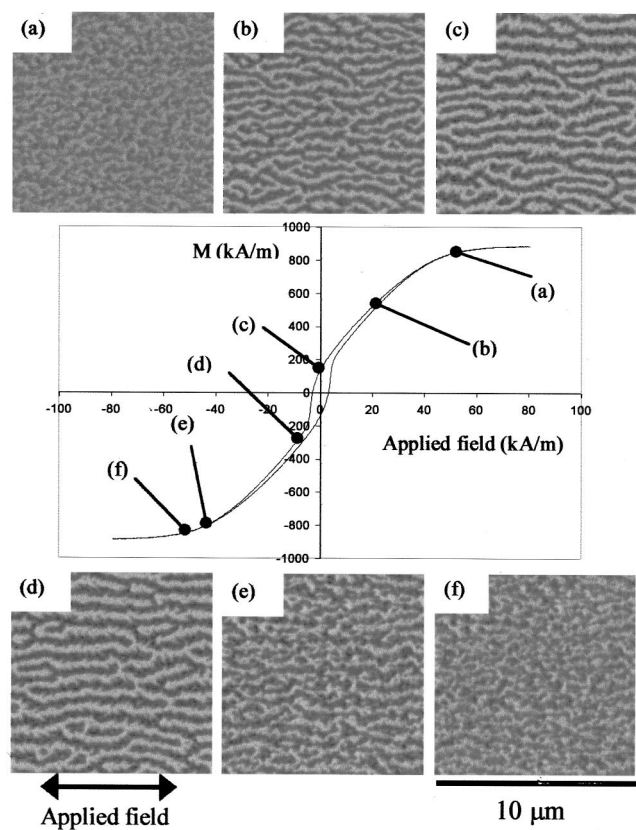 (a)
(b)
(c)
M (kA/m)
1000
800
600
400
200
0
200
-400
-600
-800
-1000
-100
-80
-60
-40
-20
0
20
40
60
80
100
(a)
(b)
(c)
(d)
(e)
(f)
Applied field (kA/m)
(d)
(e)
(f)
Applied field
10 μm